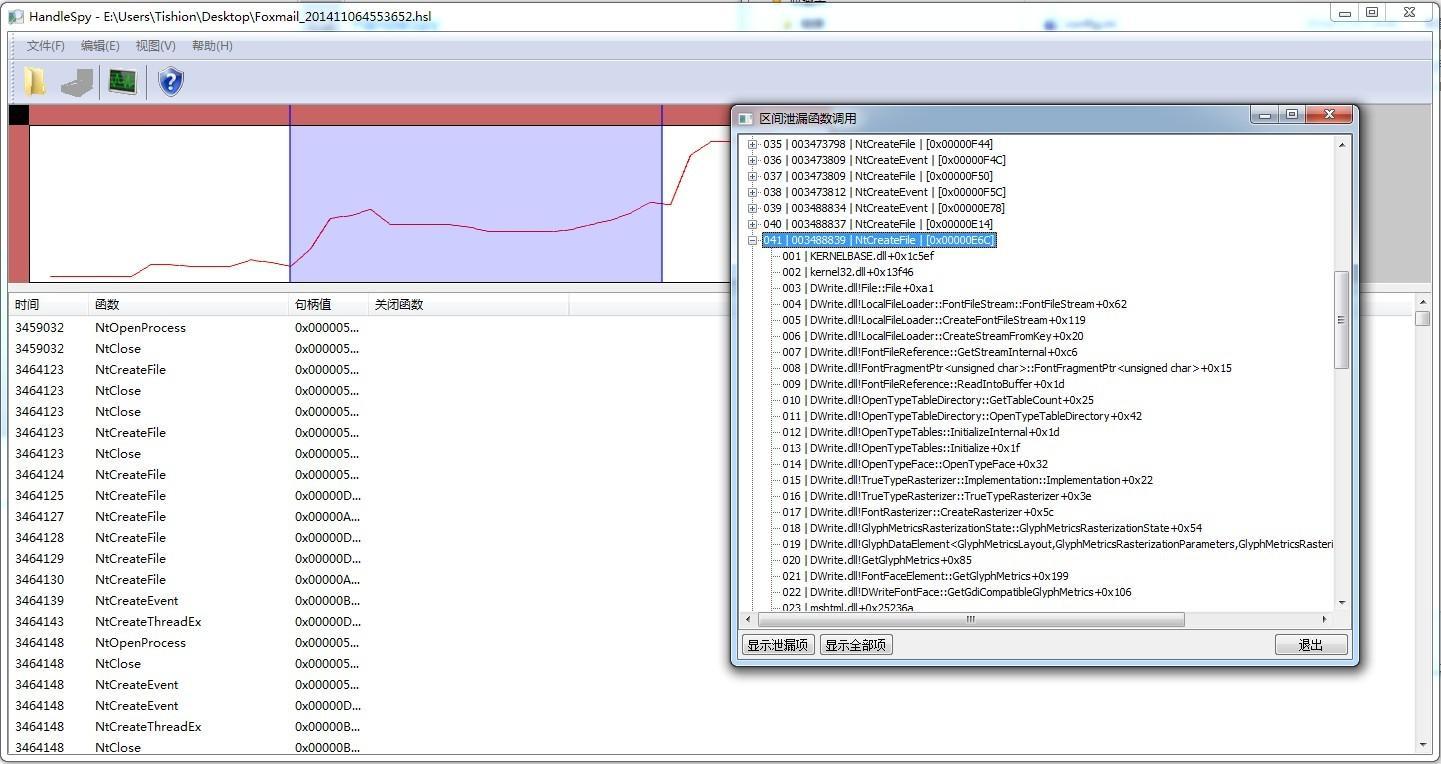 HandleSpy - E:\Users\Tishion\Desktop\Foxmail_201411064553652.hsl
文件(F) 编辑(E) 视图(V) 帮助(H)
时间 函数 句柄值 关闭函数
3459032 NtOpenProcess 0x000005...
3459032 NtClose 0x000005...
3464123 NtCreateFile 0x000005...
3464123 NtClose 0x000005...
3464123 NtClose 0x000005...
3464123 NtCreateFile 0x000005...
3464123 NtClose 0x000005...
3464124 NtCreateFile 0x000005...
3464125 NtCreateFile 0x00000D...
3464127 NtCreateFile 0x00000A...
3464128 NtCreateFile 0x00000D...
3464129 NtCreateFile 0x00000D...
3464130 NtCreateFile 0x00000A...
3464139 NtCreateEvent 0x00000B...
3464143 NtCreateThreadEx 0x00000D...
3464148 NtOpenProcess 0x000005...
3464148 NtClose 0x000005...
3464148 NtCreateEvent 0x000005...
3464148 NtCreateEvent 0x00000D...
3464148 NtCreateThreadEx 0x00000B...
3464148 NtClose 0x00000B...
区间泄漏函数调用
035 | 003473798 | NtCreateFile | [0x00000F44]
036 | 003473809 | NtCreateEvent | [0x00000F4C]
037 | 003473809 | NtCreateFile | [0x00000F50]
038 | 003473812 | NtCreateEvent | [0x00000F5C]
039 | 003488834 | NtCreateEvent | [0x00000E78]
040 | 003488837 | NtCreateFile | [0x00000E14]
041 | 003488839 | NtCreateFile | [0x00000E6C]
001 | KERNELBASE.dll+0x1c5ef
002 | kernel32.dll+0x13f46
003 | DWrite.dll!File::File+0xa1
004 | DWrite.dll!LocalFileLoader::FontFileStream::FontFileStream+0x62
005 | DWrite.dll!LocalFileLoader::CreateFontFileStream+0x119
006 | DWrite.dll!LocalFileLoader::CreateStreamFromKey+0x20
007 | DWrite.dll!FontFileReference::GetStreamInternal+0xc6
008 | DWrite.dll!FontFragmentPtr<unsigned char>::FontFragmentPtr<unsigned char>+0x15
009 | DWrite.dll!FontFileReference::ReadIntoBuffer+0x1d
010 | DWrite.dll!OpenTypeTableDirectory::GetTableCount+0x25
011 | DWrite.dll!OpenTypeTableDirectory::OpenTypeTableDirectory+0x42
012 | DWrite.dll!OpenTypeTables::InitializeInternal+0x1d
013 | DWrite.dll!OpenTypeTables::Initialize+0x1f
014 | DWrite.dll!OpenTypeFace::OpenTypeFace+0x32
015 | DWrite.dll!TrueTypeRasterizer::Implementation::Implementation+0x22
016 | DWrite.dll!TrueTypeRasterizer::TrueTypeRasterizer+0x3e
017 | DWrite.dll!FontRasterizer::CreateRasterizer+0x5c
018 | DWrite.dll!GlyphMetricsRasterizationState::GlyphMetricsRasterizationState+0x54
019 | DWrite.dll!GlyphDataElement<GlyphMetricsLayout,GlyphMetricsRasterizationParameters,GlyphMetricsRasteri
020 | DWrite.dll!GetGlyphMetrics+0x85
021 | DWrite.dll!FontFaceElement::GetGlyphMetrics+0x199
022 | DWrite.dll!DWriteFontFace::GetGdiCompatibleGlyphMetrics+0x106
023 | mshtml.dll+0x25236a
显示泄漏项 显示全部项 退出